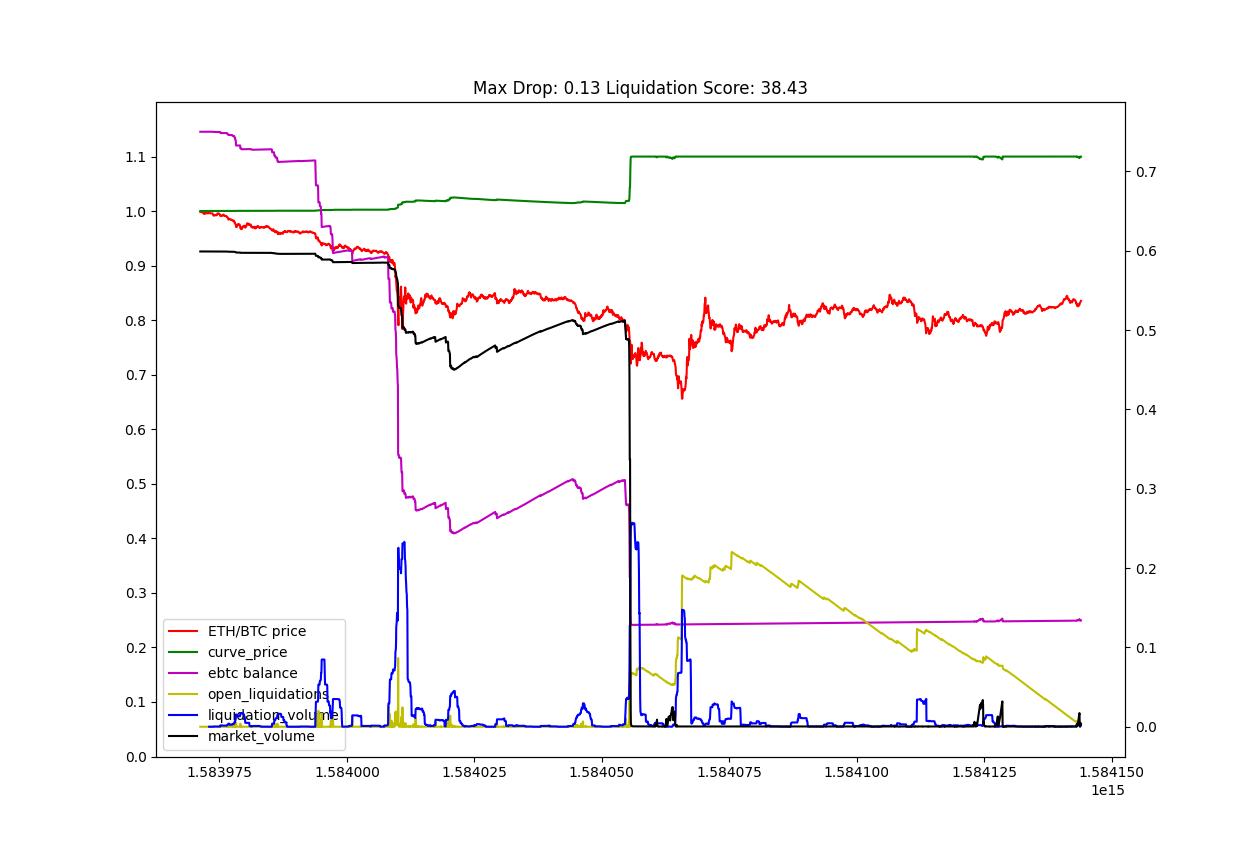 Max Drop: 0.13 Liquidation Score: 38.43
1.1
1.0
0.9
0.8
0.7
0.6
0.5
0.4
0.3
0.2
0.1
0.0
0.7
0.6
0.5
0.4
0.3
0.2
0.1
0.0
ETH/BTC price
curve_price
ebtc balance
open_liquidations
liquidation_volume
market_volume
1.583975 1.584000 1.584025 1.584050 1.584075 1.584100 1.584125 1.584150
1e15